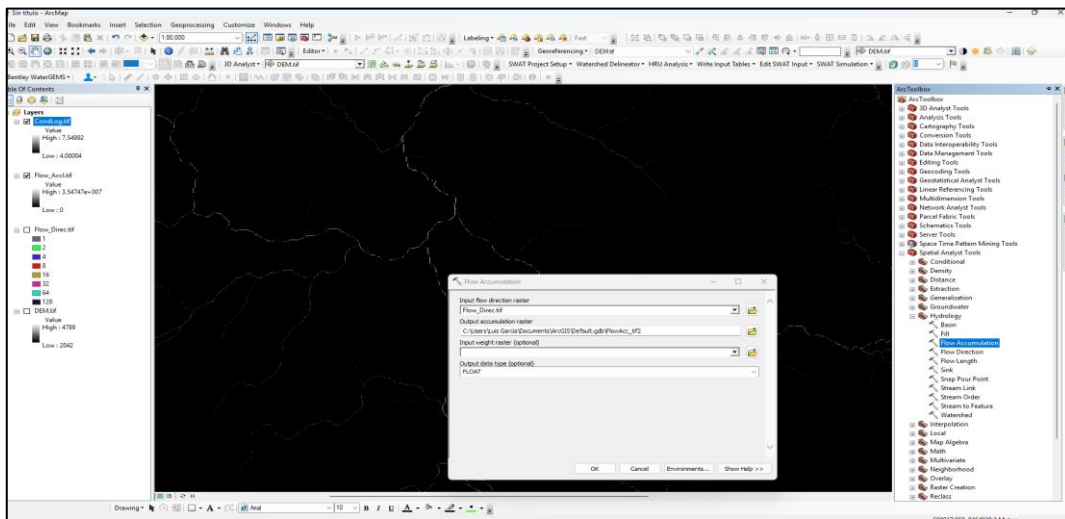 Sin título - ArcMap
File Edit View Bookmarks Insert Selection Geoprocessing Customize Windows Help
1:80,000
Labeling
Fast
Editor
Georeferencing
DEM.tif
DEM.tif
3D Analyst
DEM.tif
SWAT Project Setup
Watershed Delineator
HRU Analysis
Write Input Tables
Edit SWAT Input
SWAT Simulation
Bentley WaterGEMS
ble Of Contents
Layers
CondLog.tif
Value
High : 7.54992
Low : 4.00004
Flow_Accl.tif
Value
High : 3.54747e+007
Low : 0
Flow_Direc.tif
1
2
4
8
16
32
64
128
DEM.tif
Value
High : 4799
Low : 2042
Flow Accumulation
Input flow direction raster
Flow_Direc.tif
Output accumulation raster
C:\Users\Luis Garcia\Documents\ArcGIS\Default.gdb\FlowAcc_tif2
Input weight raster (optional)
Output data type (optional)
FLOAT
OK
Cancel
Environments...
Show Help >>
ArcToolbox
ArcToolbox
3D Analyst Tools
Analysis Tools
Cartography Tools
Conversion Tools
Data Interoperability Tools
Data Management Tools
Editing Tools
Geocoding Tools
Geostatistical Analyst Tools
Linear Referencing Tools
Multidimension Tools
Network Analyst Tools
Parcel Fabric Tools
Schematics Tools
Server Tools
Space Time Pattern Mining Tools
Spatial Analyst Tools
Conditional
Density
Distance
Extraction
Generalization
Groundwater
Hydrology
Basin
Fill
Flow Accumulation
Flow Direction
Flow Length
Sink
Snap Pour Point
Stream Link
Stream Order
Stream to Feature
Watershed
Interpolation
Local
Map Algebra
Math
Multivariate
Neighborhood
Overlay
Raster Creation
Reclass
Drawing
Arial
10
B I U A